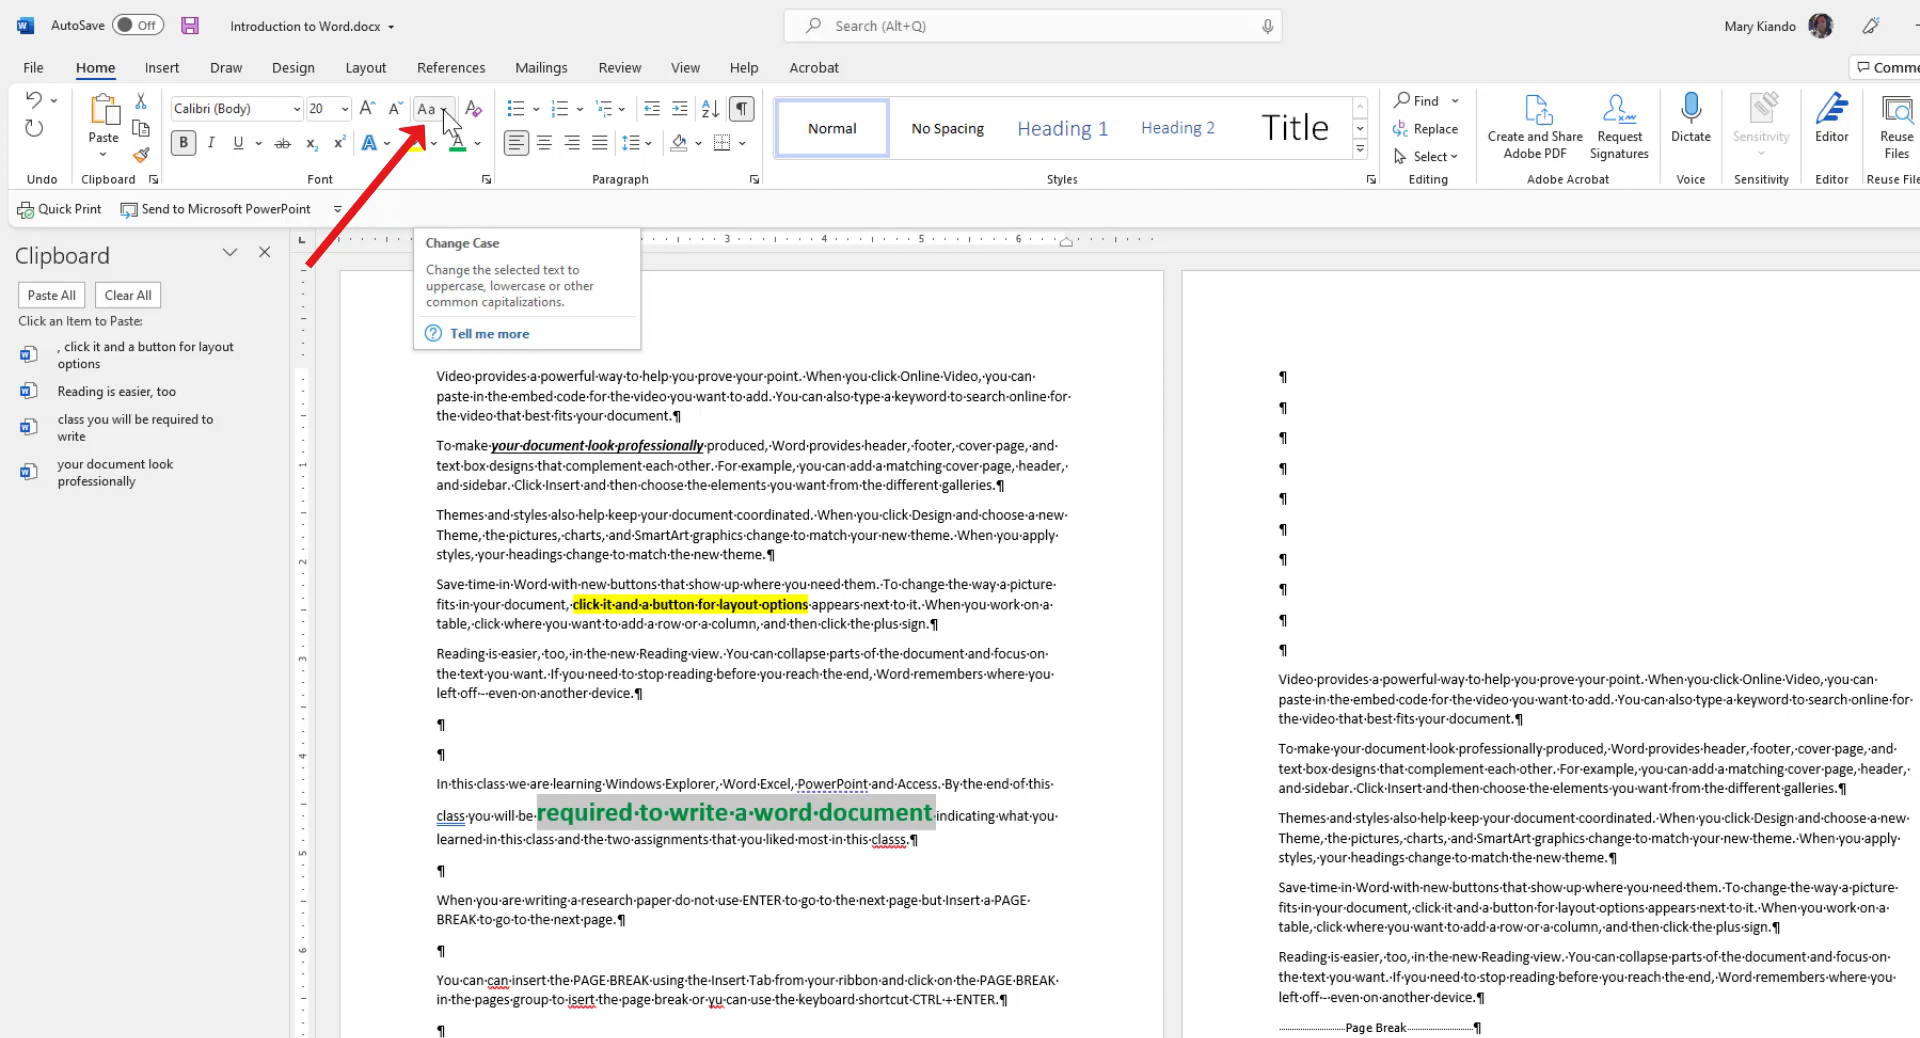 AutoSave Off Introduction to Word.docx Search (Alt+Q) Mary Kiando
File Home Insert Draw Design Layout References Mailings Review View Help Acrobat
Calibri (Body) 20 Aa
Paste
B I U ab x₂ x² A A
Undo Clipboard Font Paragraph
¶
Normal No Spacing Heading 1 Heading 2 Title
Styles
Find
Replace
Select
Editing
Create and Share
Adobe PDF
Request
Signatures
Adobe Acrobat
Dictate
Voice
Sensitivity
Sensitivity
Editor
Editor
Reuse
Files
Quick Print Send to Microsoft PowerPoint
Clipboard
Paste All Clear All
Click an Item to Paste:
, click it and a button for layout
options
Reading is easier, too
class you will be required to
write
your document look
professionally
Change Case
Change the selected text to
uppercase, lowercase or other
common capitalizations.
Tell me more
3 4 5 6
1
2
3
4
5
6
Video provides a powerful way to help you prove your point. When you click Online Video, you can
paste in the embed code for the video you want to add. You can also type a keyword to search online for
the video that best fits your document.¶
To make your document look professionally produced, Word provides header, footer, cover page, and
text box designs that complement each other. For example, you can add a matching cover page, header,
and sidebar. Click Insert and then choose the elements you want from the different galleries.¶
Themes and styles also help keep your document coordinated. When you click Design and choose a new
Theme, the pictures, charts, and SmartArt graphics change to match your new theme. When you apply
styles, your headings change to match the new theme.¶
Save time in Word with new buttons that show up where you need them. To change the way a picture
fits in your document, click it and a button for layout options appears next to it. When you work on a
table, click where you want to add a row or a column, and then click the plus sign.¶
Reading is easier, too, in the new Reading view. You can collapse parts of the document and focus on
the text you want. If you need to stop reading before you reach the end, Word remembers where you
left off - even on another device.¶
¶
¶
In this class we are learning Windows Explorer, Word Excel, PowerPoint and Access. By the end of this
class you will be required to write a word document indicating what you
learned in this class and the two assignments that you liked most in this classs.¶
¶
When you are writing a research paper do not use ENTER to go to the next page but Insert a PAGE
BREAK to go to the next page.¶
¶
You can can insert the PAGE BREAK using the Insert Tab from your ribbon and click on the PAGE BREAK
in the pages group to isert the page break or yu can use the keyboard shortcut CTRL + ENTER.¶
¶
¶
¶
¶
¶
¶
¶
¶
¶
¶
¶
Video provides a powerful way to help you prove your point. When you click Online Video, you can
paste in the embed code for the video you want to add. You can also type a keyword to search online for
the video that best fits your document.¶
To make your document look professionally produced, Word provides header, footer, cover page, and
text box designs that complement each other. For example, you can add a matching cover page, header,
and sidebar. Click Insert and then choose the elements you want from the different galleries.¶
Themes and styles also help keep your document coordinated. When you click Design and choose a new
Theme, the pictures, charts, and SmartArt graphics change to match your new theme. When you apply
styles, your headings change to match the new theme.¶
Save time in Word with new buttons that show up where you need them. To change the way a picture
fits in your document, click it and a button for layout options appears next to it. When you work on a
table, click where you want to add a row or a column, and then click the plus sign.¶
Reading is easier, too, in the new Reading view. You can collapse parts of the document and focus on
the text you want. If you need to stop reading before you reach the end, Word remembers where you
left off - even on another device.¶
Page Break¶